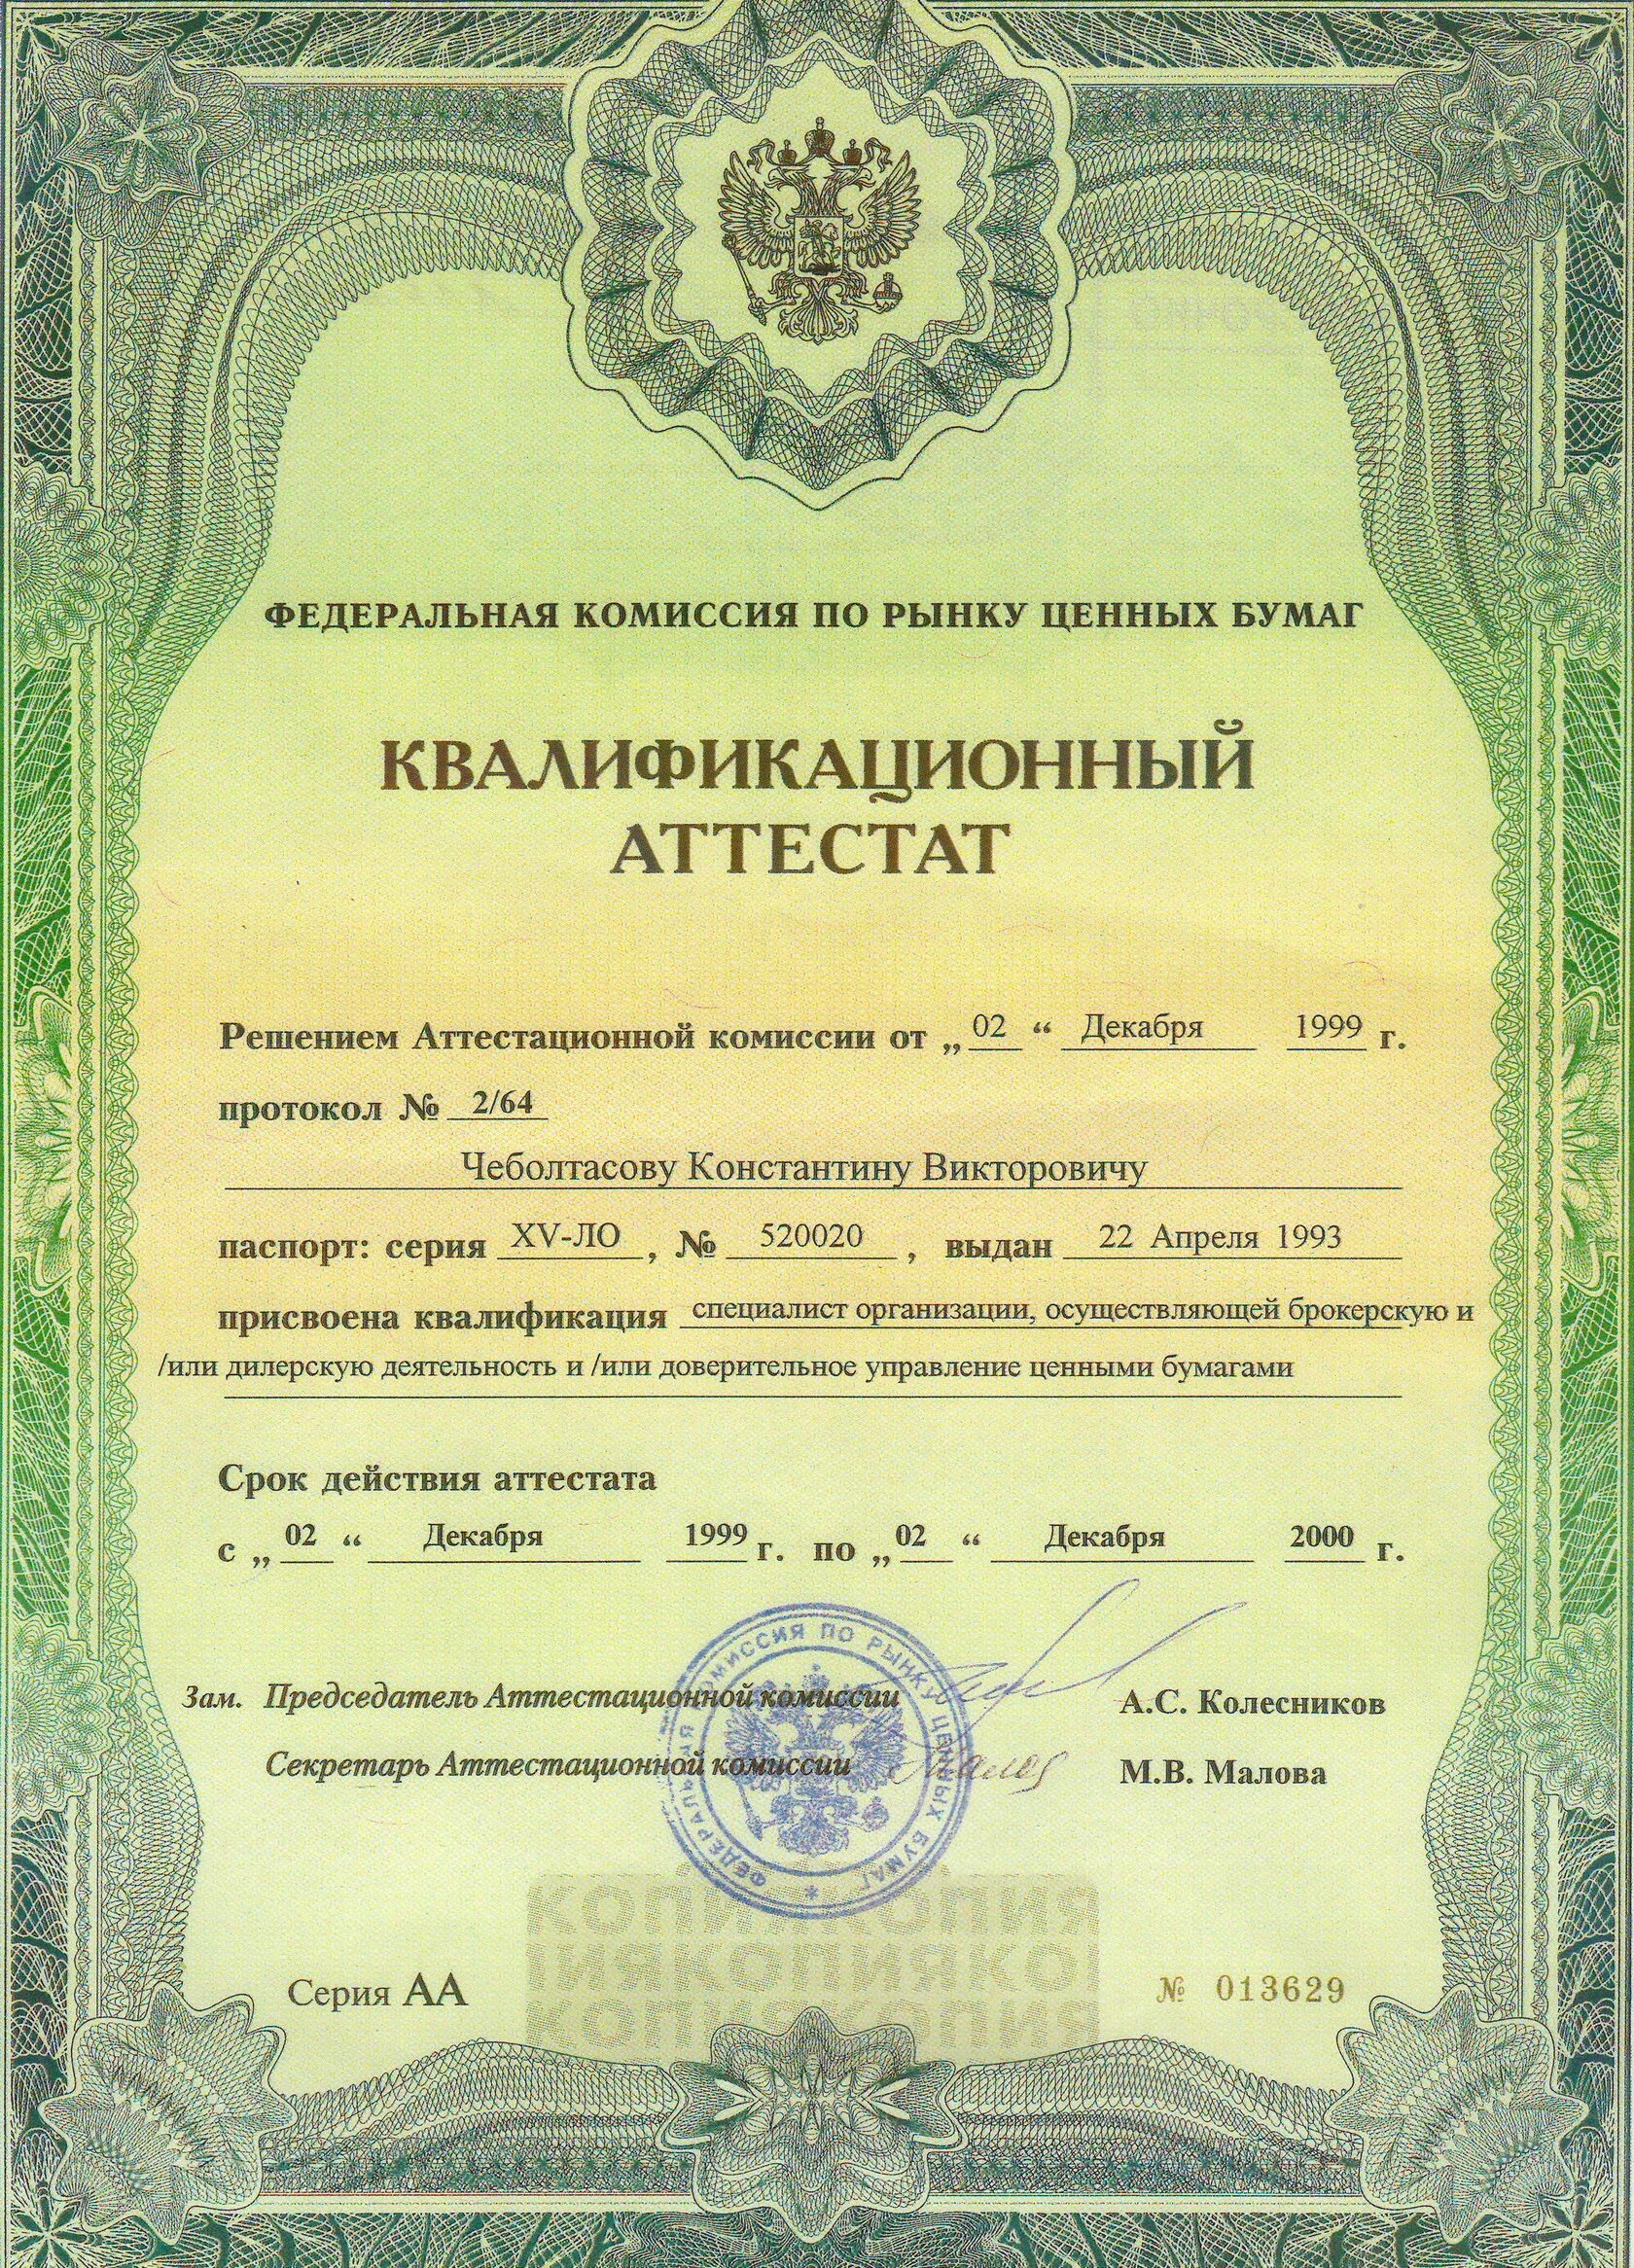 ФЕДЕРАЛЬНАЯ КОМИССИЯ ПО РЫНКУ ЦЕННЫХ БУМАГ
КВАЛИФИКАЦИОННЫЙ
АТТЕСТАТ
Решением Аттестационной комиссии от „ 02 “ Декабря 1999 г.
протокол № 2/64
Чеболтасову Константину Викторовичу
паспорт: серия XV-ЛО , № 520020 , выдан 22 Апреля 1993
присвоена квалификация специалист организации, осуществляющей брокерскую и
/или дилерскую деятельность и /или доверительное управление ценными бумагами
Срок действия аттестата
с „ 02 “ Декабря 1999 г. по „ 02 “ Декабря 2000 г.
Зам. Председатель Аттестационной комиссии А.С. Колесников
Секретарь Аттестационной комиссии М.В. Малова
ФЕДЕРАЛЬНАЯ КОМИССИЯ ПО РЫНКУ ЦЕННЫХ БУМАГ *
КОПИЯКОПИЯ
ИЯКОПИЯКО
КОПИЯКОПИЯ
Серия АА № 013629